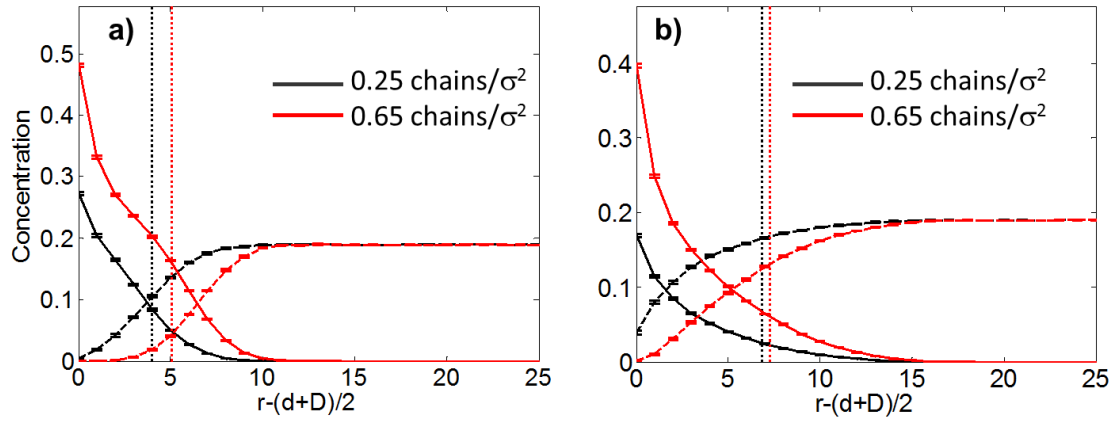 a)
0.25 chains/σ²
0.65 chains/σ²
Concentration
0.5
0.4
0.3
0.2
0.1
0
0 5 10 15 20 25
r-(d+D)/2
b)
0.25 chains/σ²
0.65 chains/σ²
0.4
0.3
0.2
0.1
0
0 5 10 15 20 25
r-(d+D)/2